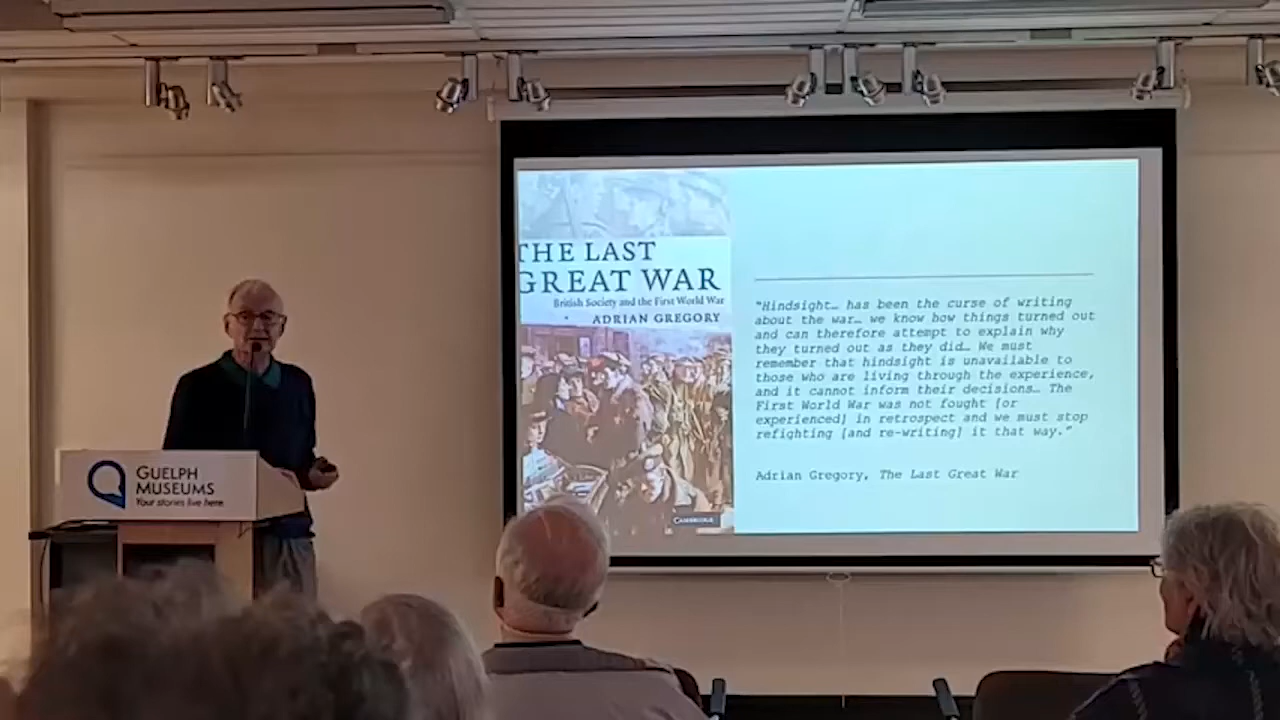 GUELPH
MUSEUMS
Your stories live here.
THE LAST
GREAT WAR
British Society and the First World War
ADRIAN GREGORY
CAMBRIDGE
"Hindsight… has been the curse of writing
about the war… we know how things turned out
and can therefore attempt to explain why
they turned out as they did… We must
remember that hindsight is unavailable to
those who are living through the experience,
and it cannot inform their decisions… The
First World War was not fought [or
experienced] in retrospect and we must stop
refighting [and re-writing] it that way."
Adrian Gregory, The Last Great War